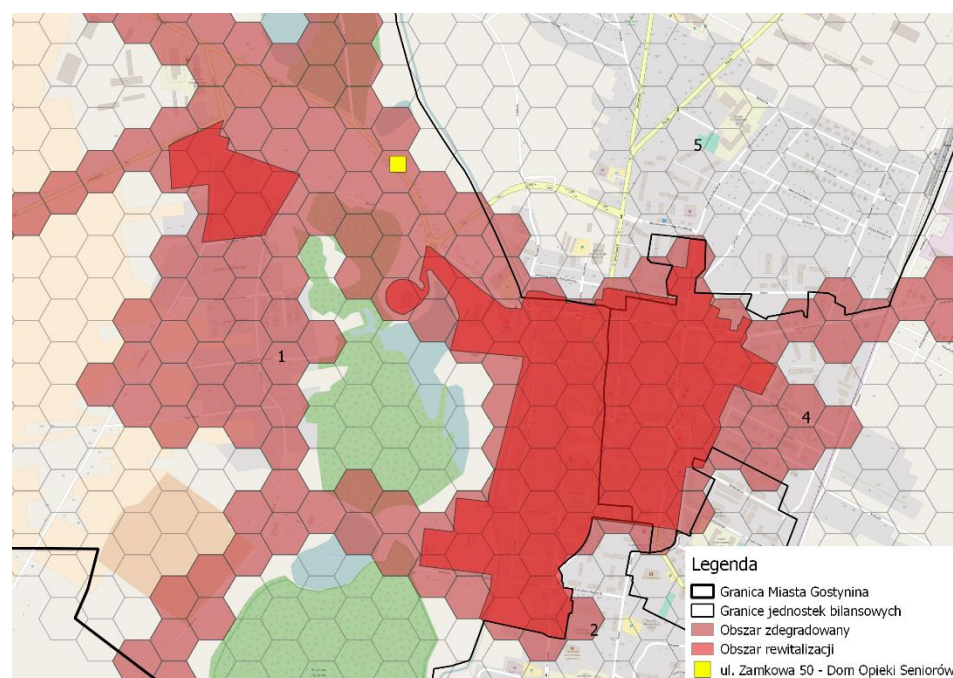 5
1
4
2
Legenda
Granica Miasta Gostynina
Granice jednostek bilansowych
Obszar zdegradowany
Obszar rewitalizacji
ul. Zamkowa 50 - Dom Opieki Seniorów